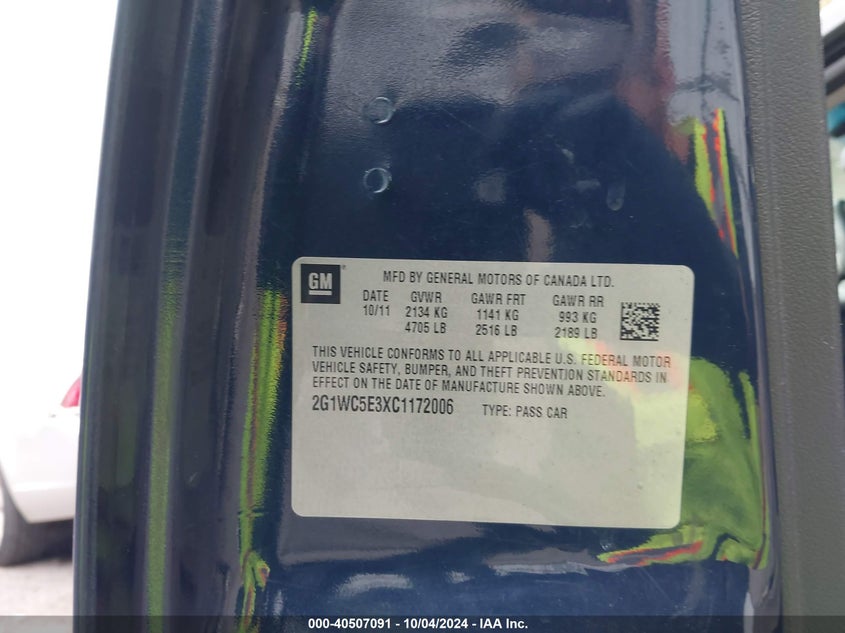 GM
MFD BY GENERAL MOTORS OF CANADA LTD.
DATE GVWR GAWR FRT GAWR RR
10/11 2134 KG 1141 KG 993 KG
4705 LB 2516 LB 2189 LB
THIS VEHICLE CONFORMS TO ALL APPLICABLE U.S. FEDERAL MOTOR
VEHICLE SAFETY, BUMPER, AND THEFT PREVENTION STANDARDS IN
EFFECT ON THE DATE OF MANUFACTURE SHOWN ABOVE.
2G1WC5E3XC1172006 TYPE: PASS CAR
000-40507091 - 10/04/2024 - IAA Inc.